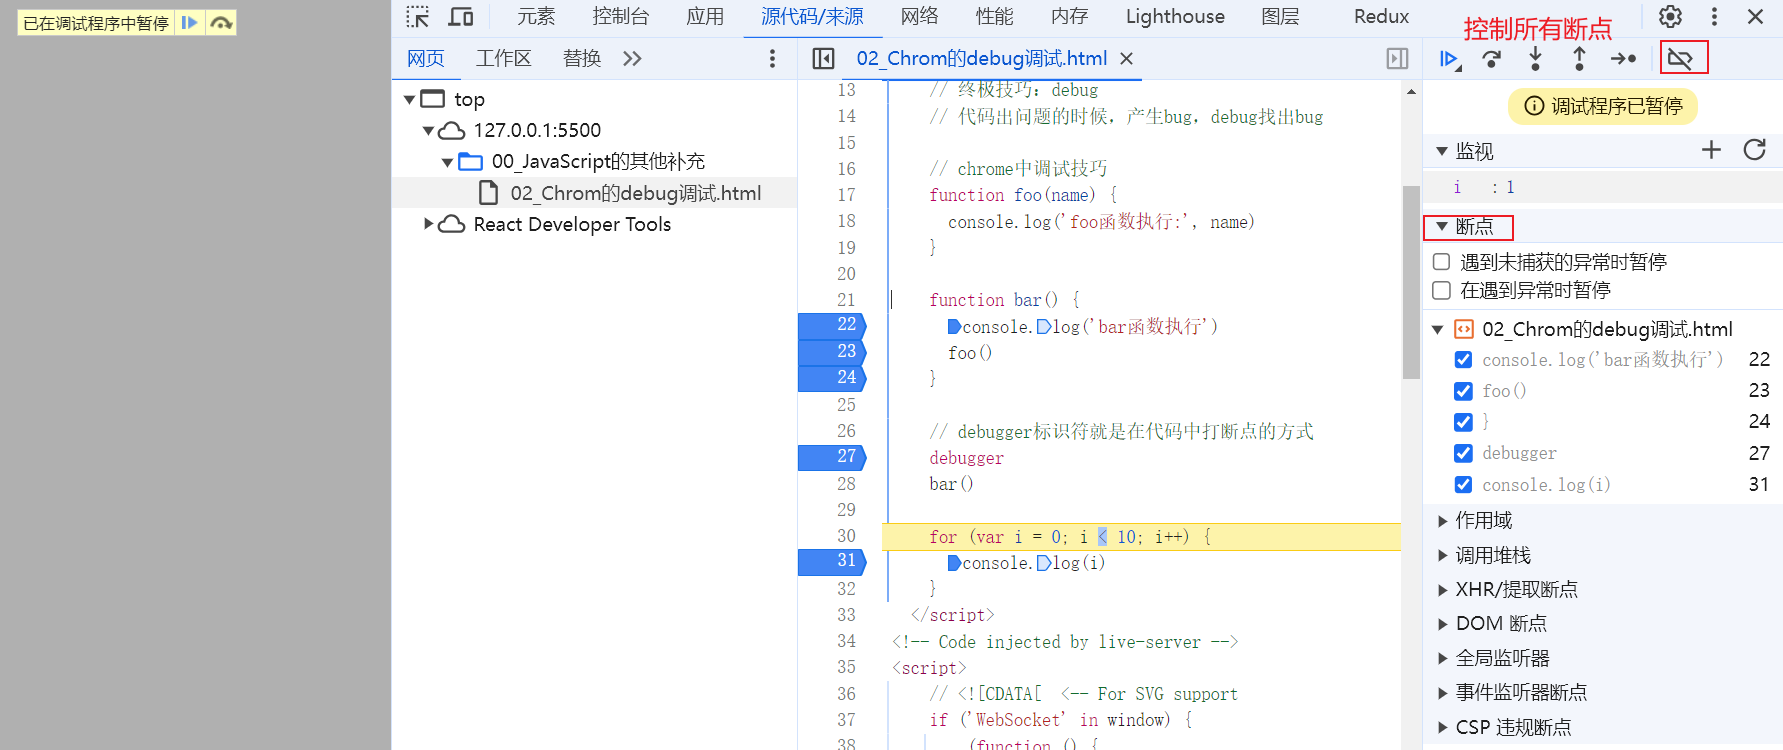 已在调试程序中暂停
元素 控制台 应用 源代码/来源 网络 性能 内存 Lighthouse 图层 Redux
控制所有断点
网页 工作区 替换
02_Chrom的debug调试.html
top
127.0.0.1:5500
00_JavaScript的其他补充
02_Chrom的debug调试.html
React Developer Tools
13 // 终极技巧: debug
14 // 代码出问题的时候, 产生bug, debug找出bug
15
16 // chrome中调试技巧
17 function foo(name) {
18 console.log('foo函数执行:', name)
19 }
20
21 function bar() {
22 console.log('bar函数执行')
23 foo()
24 }
25
26 // debugger标识符就是在代码中打断点的方式
27 debugger
28 bar()
29
30 for (var i = 0; i < 10; i++) {
31 console.log(i)
32 }
33 </script>
34 <!-- Code injected by live-server -->
35 <script>
36 // <![CDATA[ <-- For SVG support
37 if ('WebSocket' in window) {
38 (function () {
调试程序已暂停
监视
i : 1
断点
遇到未捕获的异常时暂停
在遇到异常时暂停
02_Chrom的debug调试.html
console.log('bar函数执行') 22
foo() 23
} 24
debugger 27
console.log(i) 31
作用域
调用堆栈
XHR/提取断点
DOM 断点
全局监听器
事件监听器断点
CSP 违规断点